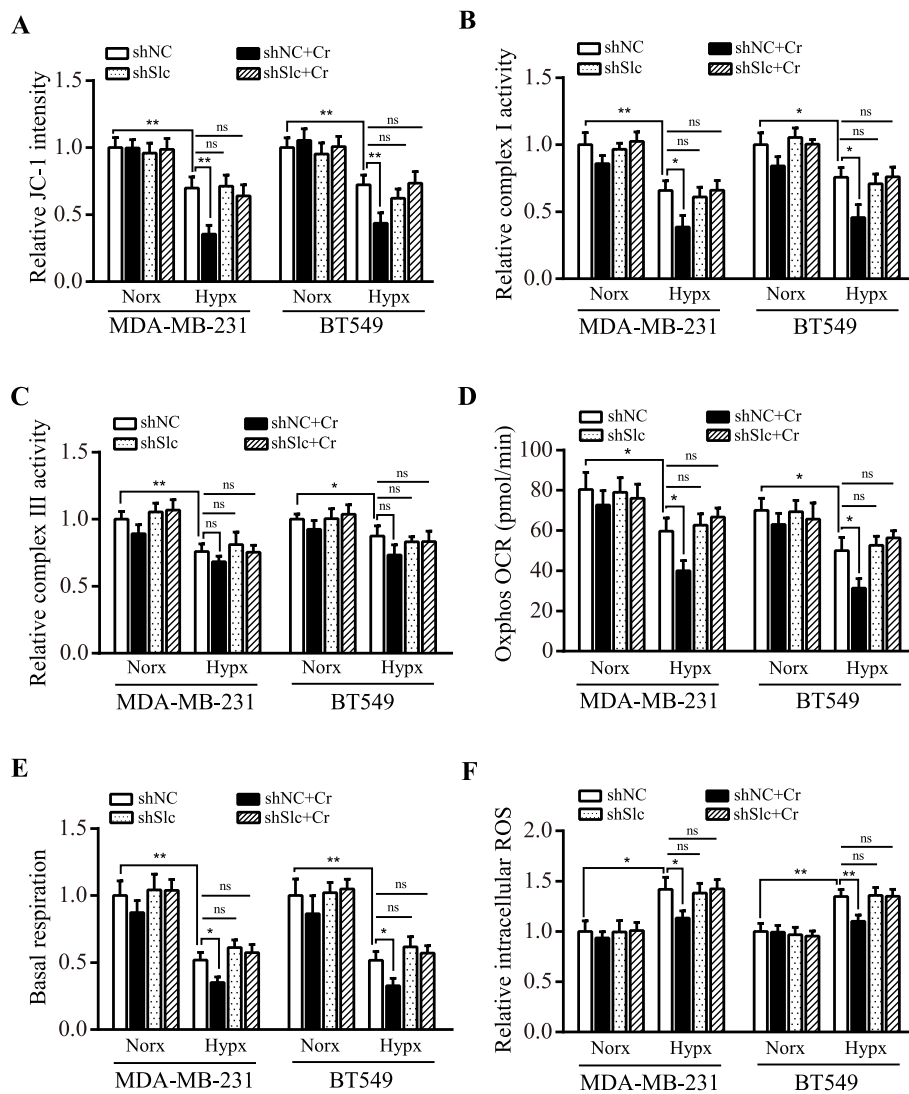 A
shNC
shNC+Cr
shSlc
shSlc+Cr
Relative JC-1 intensity
1.5
1.0
0.5
0.0
**
ns
ns
**
**
ns
ns
**
Norx
Hypx
Norx
Hypx
MDA-MB-231
BT549
B
shNC
shNC+Cr
shSlc
shSlc+Cr
Relative complex I activity
1.5
1.0
0.5
0.0
**
ns
ns
*
*
ns
ns
*
Norx
Hypx
Norx
Hypx
MDA-MB-231
BT549
C
shNC
shNC+Cr
shSlc
shSlc+Cr
Relative complex III activity
1.5
1.0
0.5
0.0
**
ns
ns
ns
*
ns
ns
ns
Norx
Hypx
Norx
Hypx
MDA-MB-231
BT549
D
shNC
shNC+Cr
shSlc
shSlc+Cr
Oxphos OCR (pmol/min)
100
80
60
40
20
0
*
ns
ns
*
*
ns
ns
*
Norx
Hypx
Norx
Hypx
MDA-MB-231
BT549
E
shNC
shNC+Cr
shSlc
shSlc+Cr
Basal respiration
1.5
1.0
0.5
0.0
**
ns
ns
*
**
ns
ns
*
Norx
Hypx
Norx
Hypx
MDA-MB-231
BT549
F
shNC
shNC+Cr
shSlc
shSlc+Cr
Relative intracellular ROS
2.0
1.5
1.0
0.5
0.0
*
ns
ns
*
**
ns
ns
**
Norx
Hypx
Norx
Hypx
MDA-MB-231
BT549